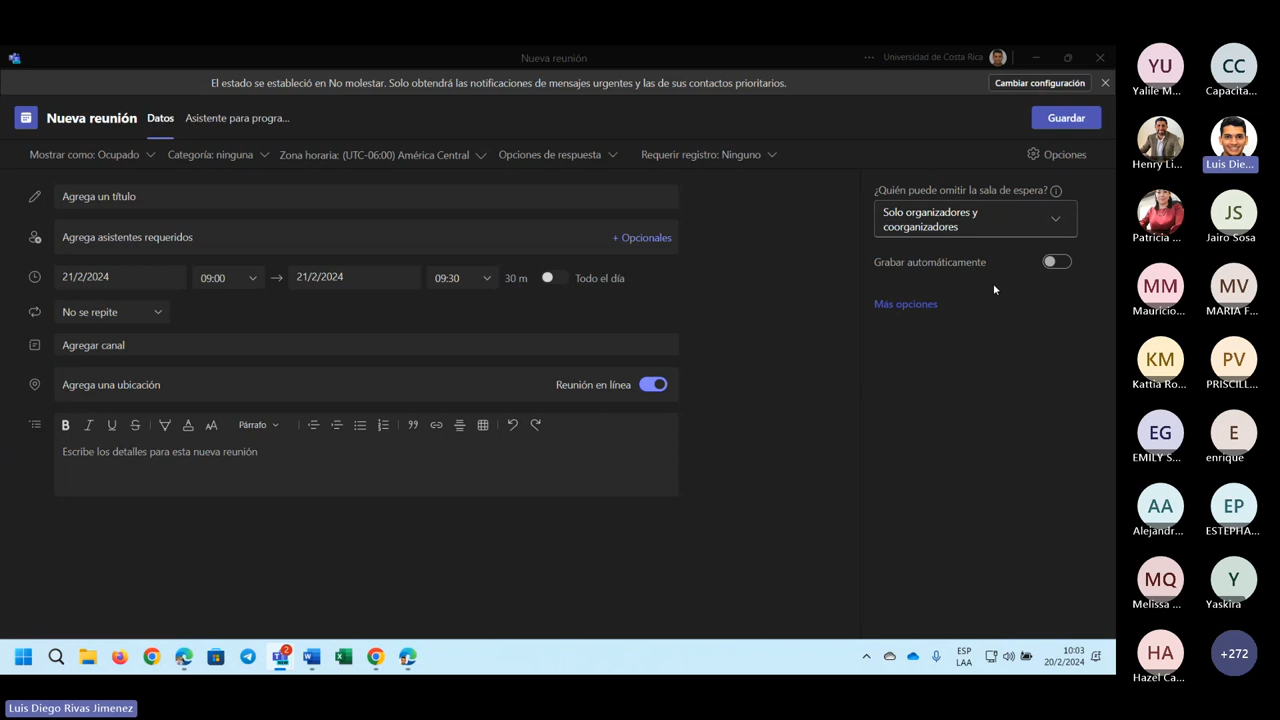 Nueva reunión
Universidad de Costa Rica
El estado se estableció en No molestar. Solo obtendrá las notificaciones de mensajes urgentes y las de sus contactos prioritarios.
Cambiar configuración
Nueva reunión
Datos
Asistente para progra...
Guardar
Mostrar como: Ocupado
Categoría: ninguna
Zona horaria: (UTC-06:00) América Central
Opciones de respuesta
Requerir registro: Ninguno
Opciones
Agrega un título
Agrega asistentes requeridos
+ Opcionales
21/2/2024
09:00
21/2/2024
09:30
30 m
Todo el día
No se repite
Agregar canal
Agrega una ubicación
Reunión en línea
B I U S
Párrafo
Escribe los detalles para esta nueva reunión
¿Quién puede omitir la sala de espera?
Solo organizadores y
coorganizadores
Grabar automáticamente
Más opciones
2
ESP
LAA
10:03
20/2/2024
Luis Diego Rivas Jimenez
YU
Yalile M...
CC
Capacita...
Henry Li...
Luis Die...
Patricia ...
JS
Jairo Sosa
MM
Mauricio...
MV
MARIA F...
KM
Kattia Ro...
PV
PRISCILL...
EG
EMILY S...
E
enrique
AA
Alejandr...
EP
ESTEPHA...
MQ
Melissa ...
Y
Yaskira
HA
Hazel Ca...
+272